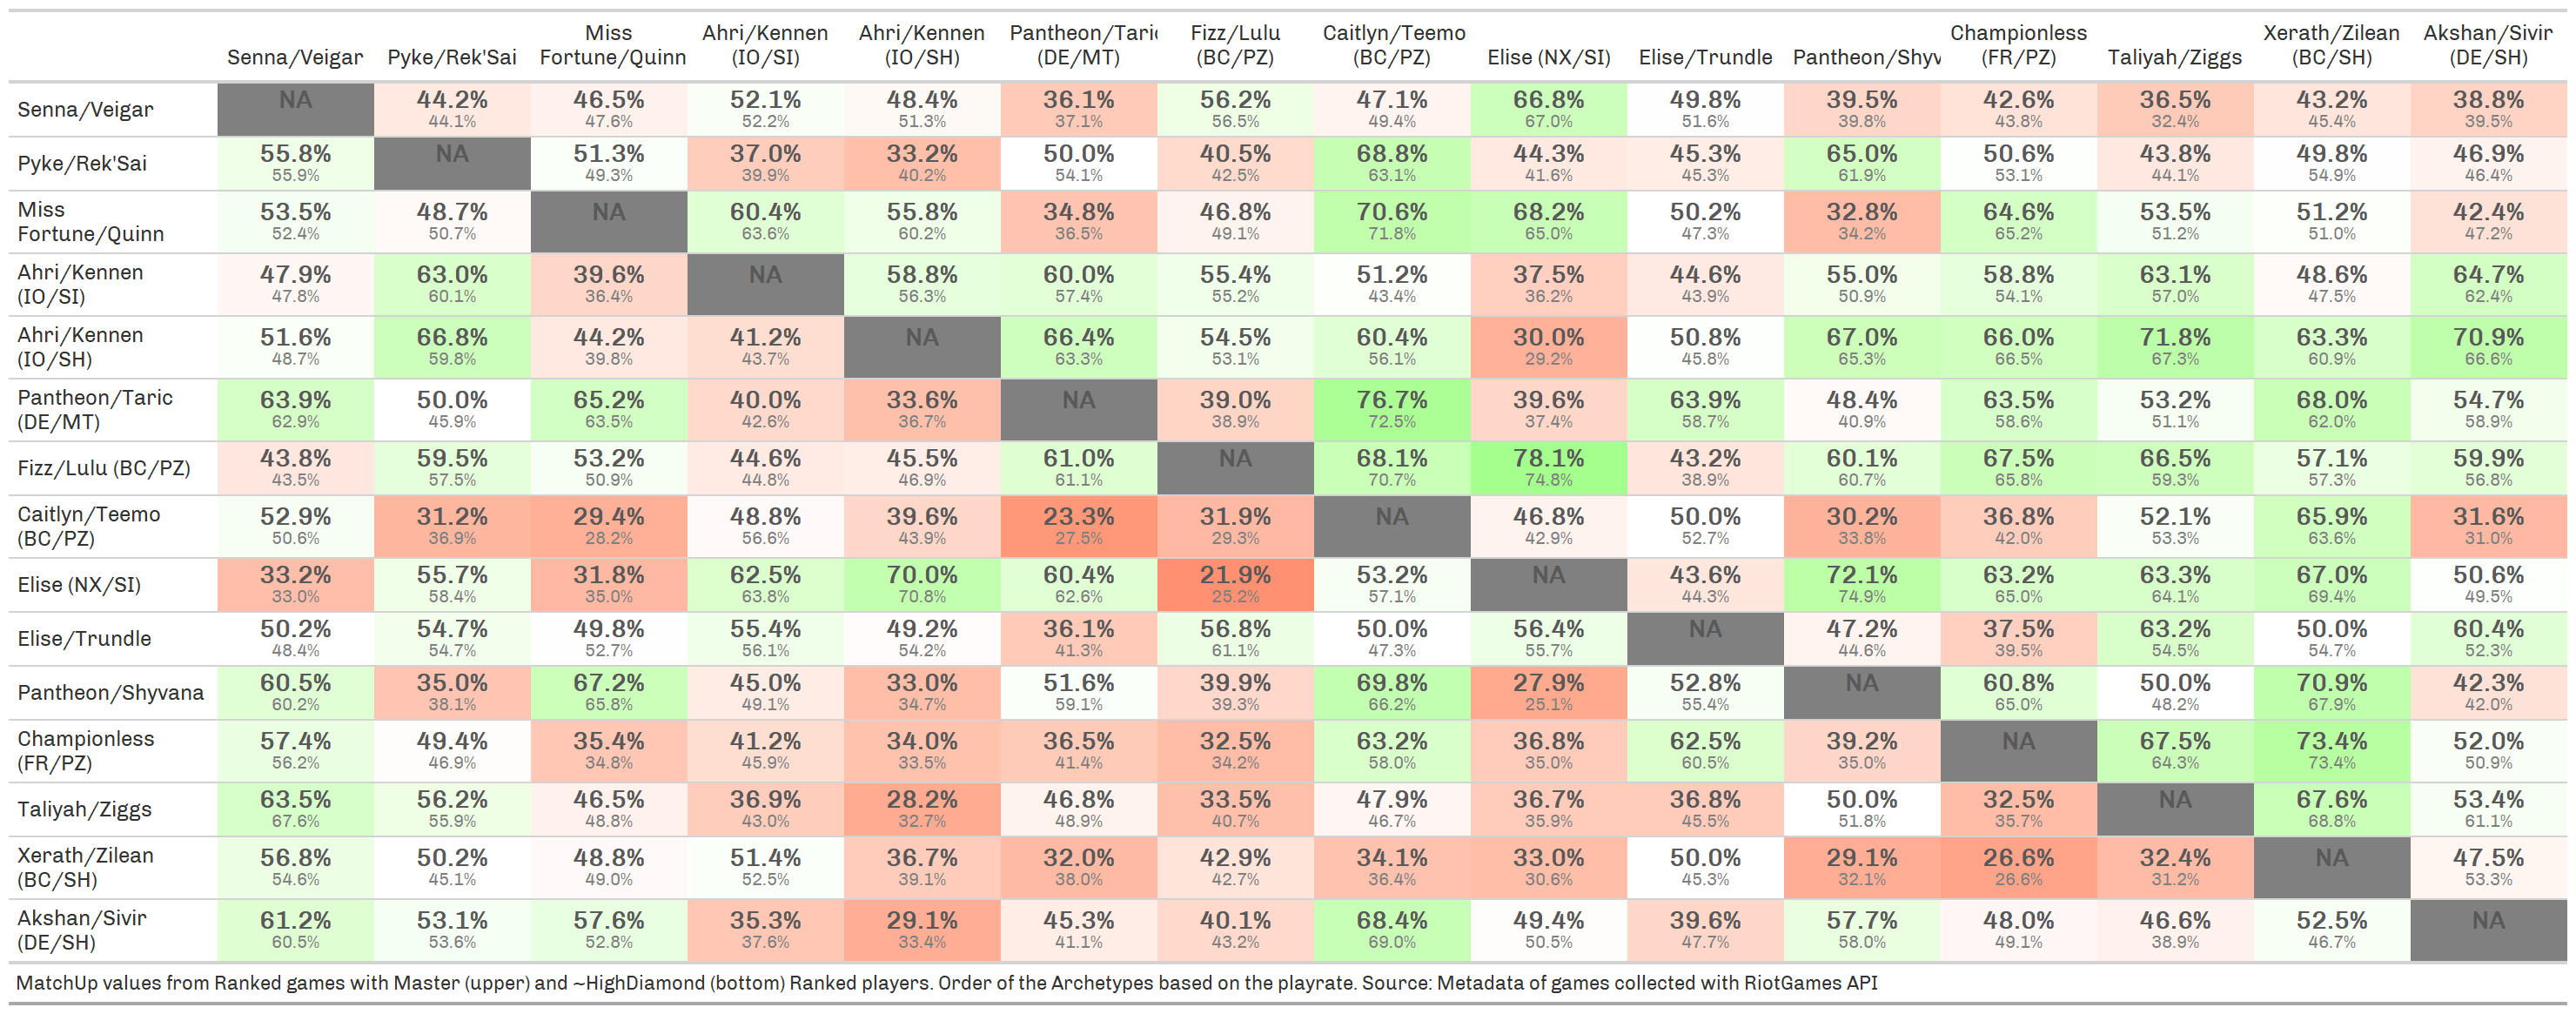 Miss Ahri/Kennen Ahri/Kennen Pantheon/Taric Fizz/Lulu Caitlyn/Teemo Championless Xerath/Zilean Akshan/Sivir
Senna/Veigar Pyke/Rek'Sai Fortune/Quinn (IO/SI) (IO/SH) (DE/MT) (BC/PZ) (BC/PZ) Elise (NX/SI) Elise/Trundle Pantheon/Shyv (FR/PZ) Taliyah/Ziggs (BC/SH) (DE/SH)
Senna/Veigar NA 44.2% 46.5% 52.1% 48.4% 36.1% 56.2% 47.1% 66.8% 49.8% 39.5% 42.6% 36.5% 43.2% 38.8%
44.1% 47.6% 52.2% 51.3% 37.1% 56.5% 49.4% 67.0% 51.6% 39.8% 43.8% 32.4% 45.4% 39.5%
Pyke/Rek'Sai 55.8% NA 51.3% 37.0% 33.2% 50.0% 40.5% 68.8% 44.3% 45.3% 65.0% 50.6% 43.8% 49.8% 46.9%
55.9% 49.3% 39.9% 40.2% 54.1% 42.5% 63.1% 41.6% 45.3% 61.9% 53.1% 44.1% 54.9% 46.4%
Miss 53.5% 48.7% NA 60.4% 55.8% 34.8% 46.8% 70.6% 68.2% 50.2% 32.8% 64.6% 53.5% 51.2% 42.4%
Fortune/Quinn 52.4% 50.7% 63.6% 60.2% 36.5% 49.1% 71.8% 65.0% 47.3% 34.2% 65.2% 51.2% 51.0% 47.2%
Ahri/Kennen 47.9% 63.0% 39.6% NA 58.8% 60.0% 55.4% 51.2% 37.5% 44.6% 55.0% 58.8% 63.1% 48.6% 64.7%
(IO/SI) 47.8% 60.1% 36.4% 56.3% 57.4% 55.2% 43.4% 36.2% 43.9% 50.9% 54.1% 57.0% 47.5% 62.4%
Ahri/Kennen 51.6% 66.8% 44.2% 41.2% NA 66.4% 54.5% 60.4% 30.0% 50.8% 67.0% 66.0% 71.8% 63.3% 70.9%
(IO/SH) 48.7% 59.8% 39.8% 43.7% 63.3% 53.1% 56.1% 29.2% 45.8% 65.3% 66.5% 67.3% 60.9% 66.6%
Pantheon/Taric 63.9% 50.0% 65.2% 40.0% 33.6% NA 39.0% 76.7% 39.6% 63.9% 48.4% 63.5% 53.2% 68.0% 54.7%
(DE/MT) 62.9% 45.9% 63.5% 42.6% 36.7% 38.9% 72.5% 37.4% 58.7% 40.9% 58.6% 51.1% 62.0% 58.9%
Fizz/Lulu (BC/PZ) 43.8% 59.5% 53.2% 44.6% 45.5% 61.0% NA 68.1% 78.1% 43.2% 60.1% 67.5% 66.5% 57.1% 59.9%
43.5% 57.5% 50.9% 44.8% 46.9% 61.1% 70.7% 74.8% 38.9% 60.7% 65.8% 59.3% 57.3% 56.8%
Caitlyn/Teemo 52.9% 31.2% 29.4% 48.8% 39.6% 23.3% 31.9% NA 46.8% 50.0% 30.2% 36.8% 52.1% 65.9% 31.6%
(BC/PZ) 50.6% 36.9% 28.2% 56.6% 43.9% 27.5% 29.3% 42.9% 52.7% 33.8% 42.0% 53.3% 63.6% 31.0%
Elise (NX/SI) 33.2% 55.7% 31.8% 62.5% 70.0% 60.4% 21.9% 53.2% NA 43.6% 72.1% 63.2% 63.3% 67.0% 50.6%
33.0% 58.4% 35.0% 63.8% 70.8% 62.6% 25.2% 57.1% 44.3% 74.9% 65.0% 64.1% 69.4% 49.5%
Elise/Trundle 50.2% 54.7% 49.8% 55.4% 49.2% 36.1% 56.8% 50.0% 56.4% NA 47.2% 37.5% 63.2% 50.0% 60.4%
48.4% 54.7% 52.7% 56.1% 54.2% 41.3% 61.1% 47.3% 55.7% 44.6% 39.5% 54.5% 54.7% 52.3%
Pantheon/Shyvana 60.5% 35.0% 67.2% 45.0% 33.0% 51.6% 39.9% 69.8% 27.9% 52.8% NA 60.8% 50.0% 70.9% 42.3%
60.2% 38.1% 65.8% 49.1% 34.7% 59.1% 39.3% 66.2% 25.1% 55.4% 65.0% 48.2% 67.9% 42.0%
Championless 57.4% 49.4% 35.4% 41.2% 34.0% 36.5% 32.5% 63.2% 36.8% 62.5% 39.2% NA 67.5% 73.4% 52.0%
(FR/PZ) 56.2% 46.9% 34.8% 45.9% 33.5% 41.4% 34.2% 58.0% 35.0% 60.5% 35.0% 64.3% 73.4% 50.9%
Taliyah/Ziggs 63.5% 56.2% 46.5% 36.9% 28.2% 46.8% 33.5% 47.9% 36.7% 36.8% 50.0% 32.5% NA 67.6% 53.4%
67.6% 55.9% 48.8% 43.0% 32.7% 48.9% 40.7% 46.7% 35.9% 45.5% 51.8% 35.7% 68.8% 61.1%
Xerath/Zilean 56.8% 50.2% 48.8% 51.4% 36.7% 32.0% 42.9% 34.1% 33.0% 50.0% 29.1% 26.6% 32.4% NA 47.5%
(BC/SH) 54.6% 45.1% 49.0% 52.5% 39.1% 38.0% 42.7% 36.4% 30.6% 45.3% 32.1% 26.6% 31.2% 53.3%
Akshan/Sivir 61.2% 53.1% 57.6% 35.3% 29.1% 45.3% 40.1% 68.4% 49.4% 39.6% 57.7% 48.0% 46.6% 52.5% NA
(DE/SH) 60.5% 53.6% 52.8% 37.6% 33.4% 41.1% 43.2% 69.0% 50.5% 47.7% 58.0% 49.1% 38.9% 46.7%
MatchUp values from Ranked games with Master (upper) and ~HighDiamond (bottom) Ranked players. Order of the Archetypes based on the playrate. Source: Metadata of games collected with RiotGames API